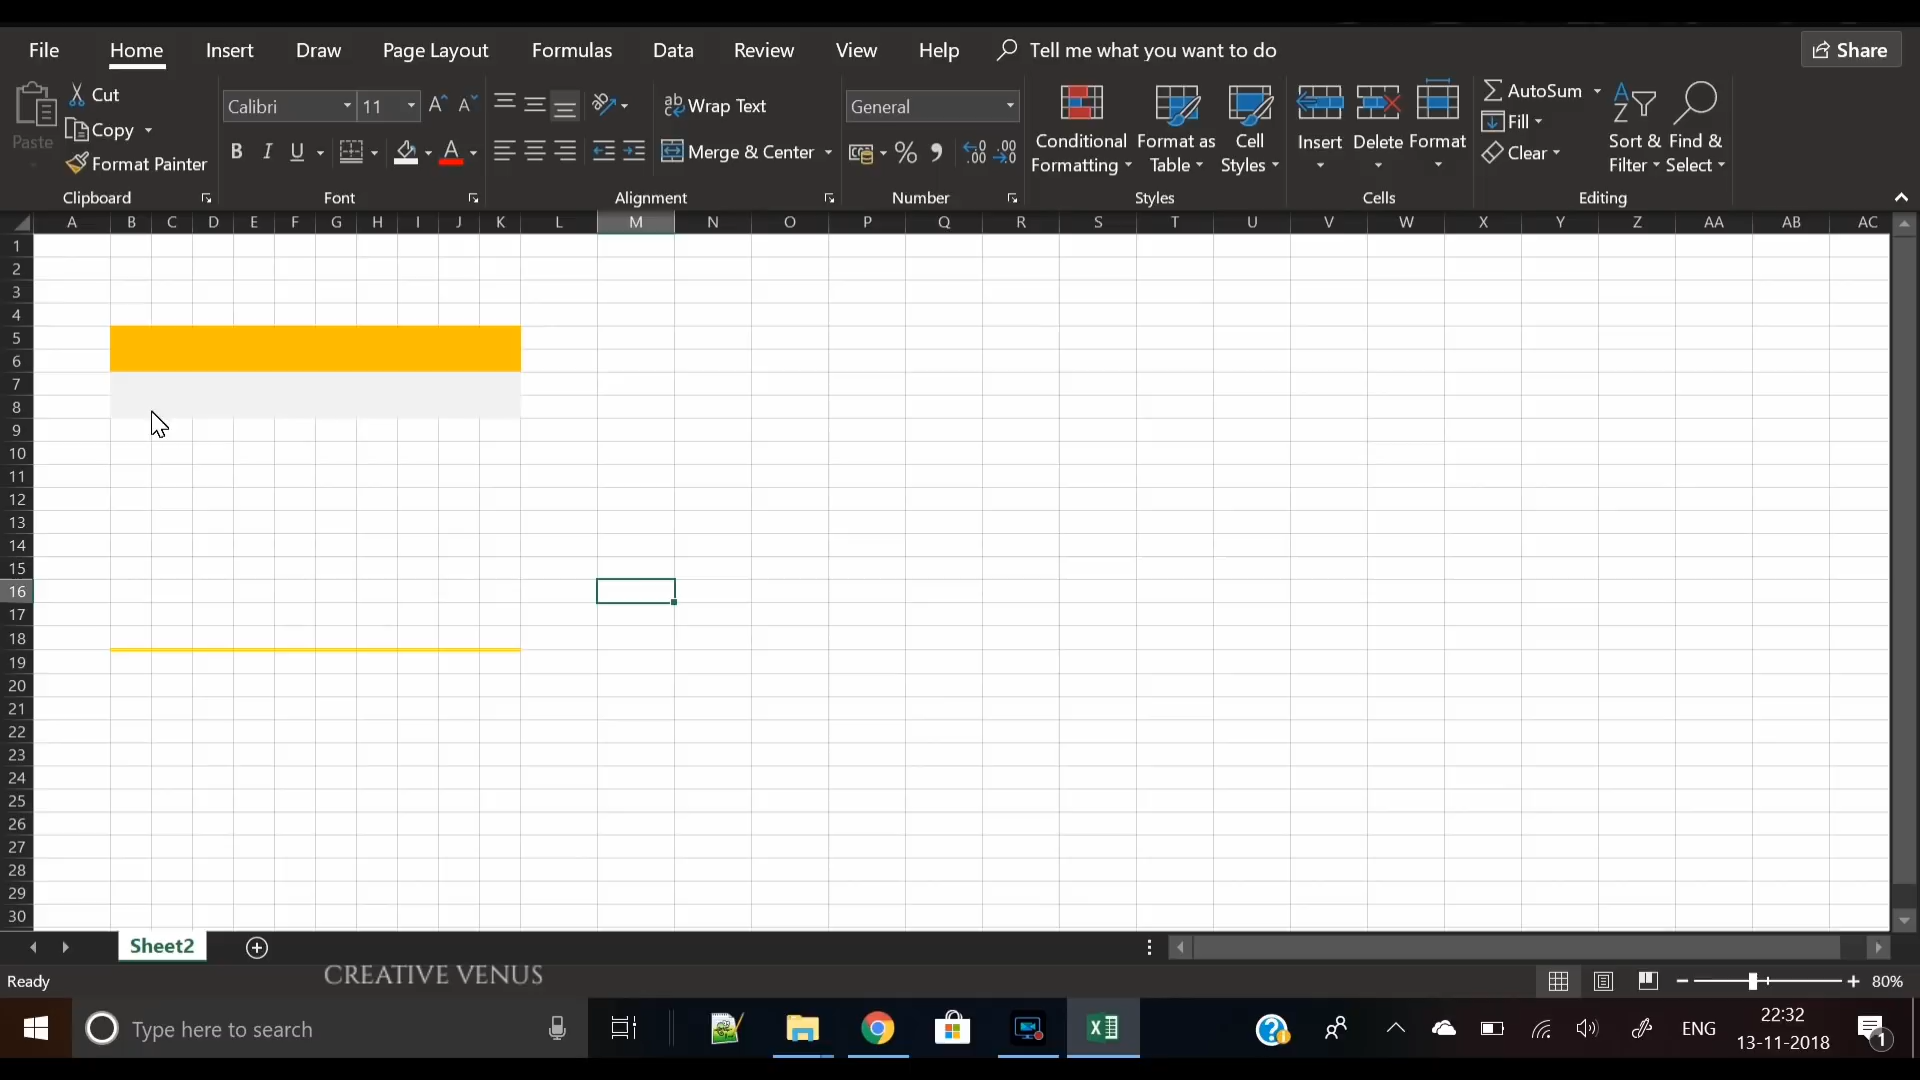 File Home Insert Draw Page Layout Formulas Data Review View Help Tell me what you want to do Share
Paste
Cut
Copy
Format Painter
Clipboard
Calibri 11
B I U A
Font
ab Wrap Text
Merge & Center
Alignment
General
% , .00 .00
Number
Conditional
Formatting
Format as
Table
Cell
Styles
Styles
Insert Delete Format
Cells
AutoSum
Fill
Clear
Sort &
Filter
Find &
Select
Editing
A B C D E F G H I J K L M N O P Q R S T U V W X Y Z AA AB AC
1
2
3
4
5
6
7
8
9
10
11
12
13
14
15
16
17
18
19
20
21
22
23
24
25
26
27
28
29
30
Sheet2
CREATIVE VENUS
Ready
80%
Type here to search
ENG
22:32
13-11-2018
1